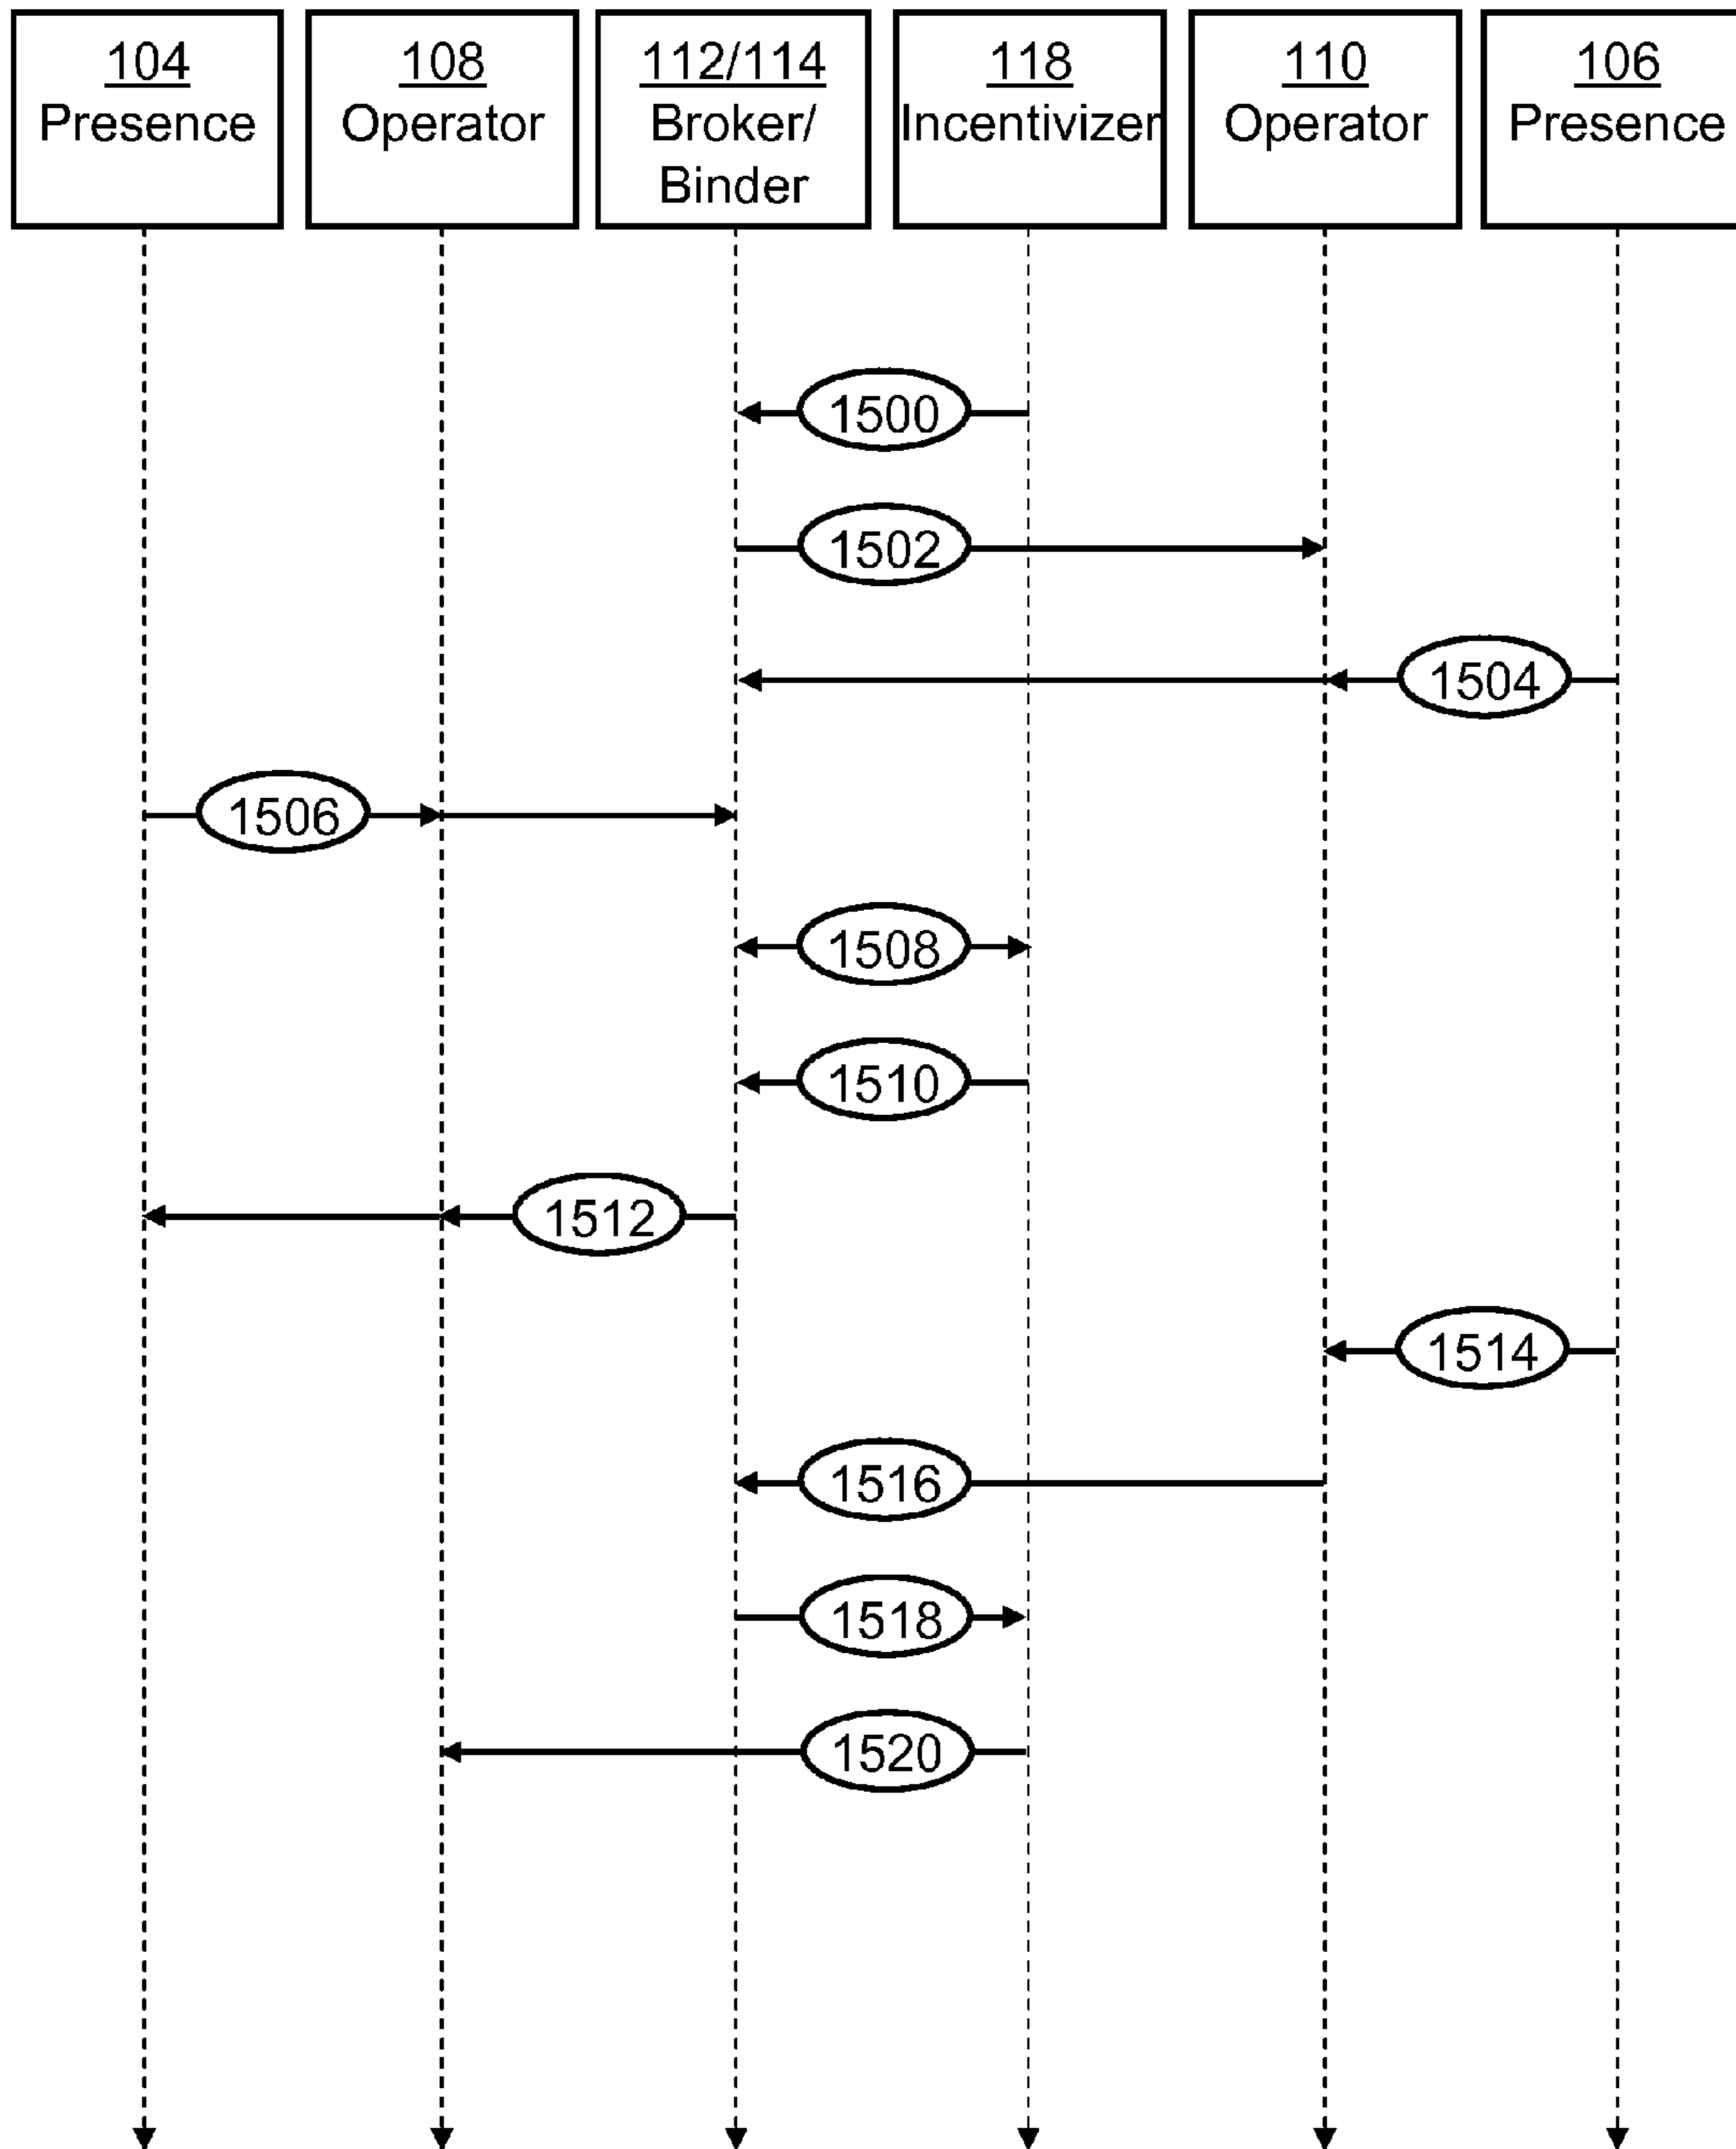 104
Presence
108
Operator
112/114
Broker/
Binder
118
Incentivizer
110
Operator
106
Presence
1500
1502
1504
1506
1508
1510
1512
1514
1516
1518
1520